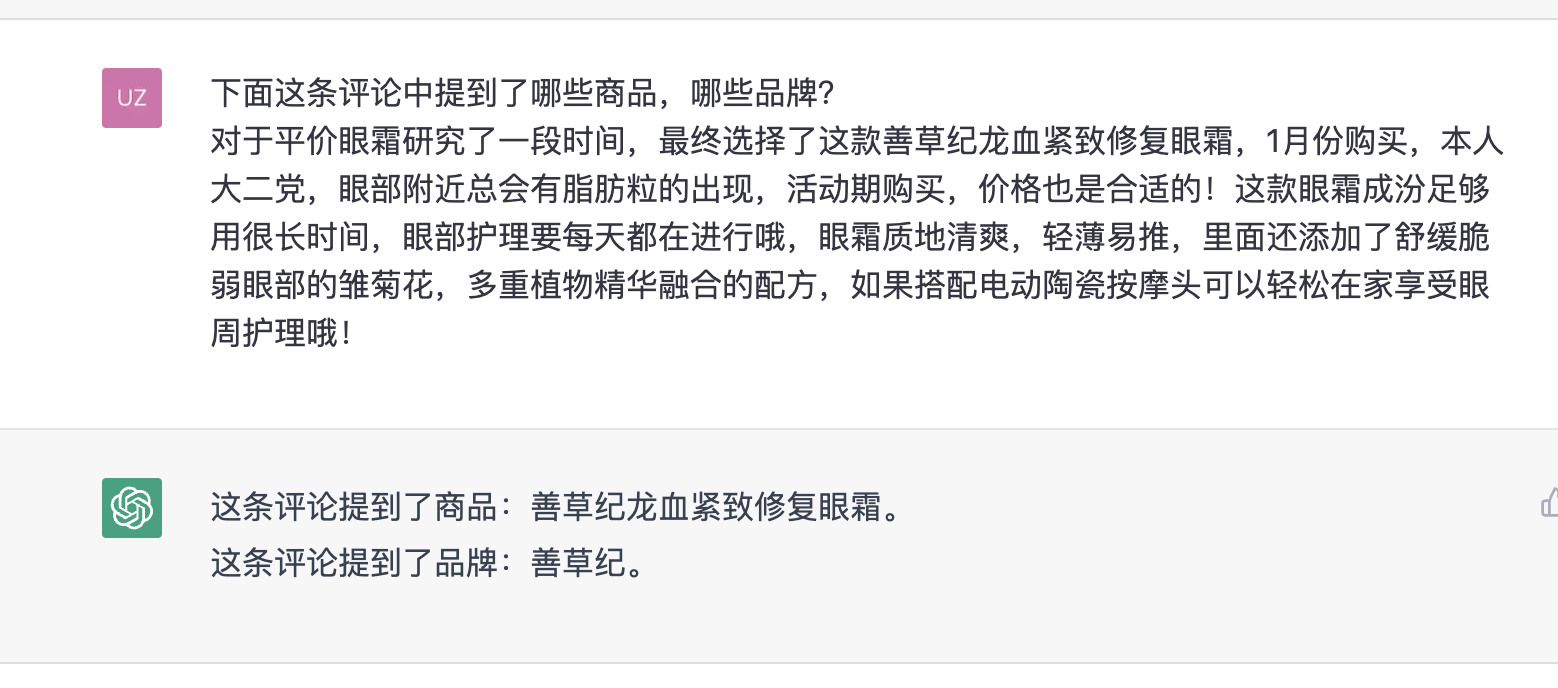 UZ
下面这条评论中提到了哪些商品，哪些品牌？
对于平价眼霜研究了一段时间，最终选择了这款善草纪龙血紧致修复眼霜，1月份购买，本人
大二党，眼部附近总会有脂肪粒的出现，活动期购买，价格也是合适的！这款眼霜成汾足够
用很长时间，眼部护理要每天都在进行哦，眼霜质地清爽，轻薄易推，里面还添加了舒缓脆
弱眼部的雏菊花，多重植物精华融合的配方，如果搭配电动陶瓷按摩头可以轻松在家享受眼
周护理哦！
这条评论提到了商品：善草纪龙血紧致修复眼霜。
这条评论提到了品牌：善草纪。